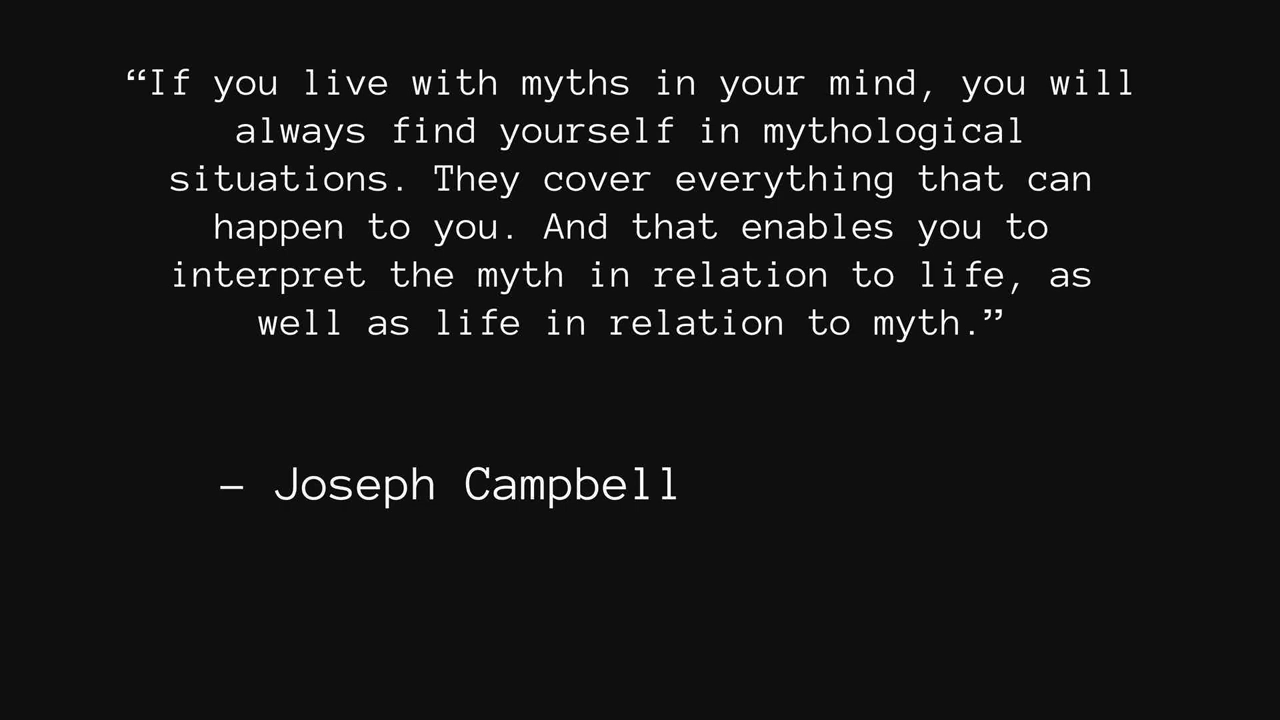 “If you live with myths in your mind, you will
always find yourself in mythological
situations. They cover everything that can
happen to you. And that enables you to
interpret the myth in relation to life, as
well as life in relation to myth.”
– Joseph Campbell